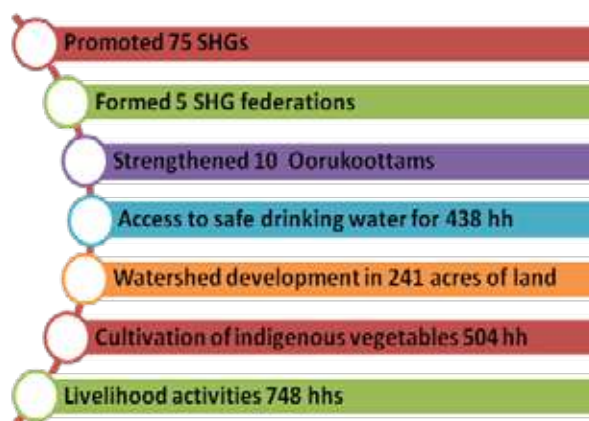 Promoted 75 SHGs
Formed 5 SHG federations
Strengthened 10 Oorukoottams
Access to safe drinking water for 438 hh
Watershed development in 241 acres of land
Cultivation of indigenous vegetables 504 hh
Livelihood activities 748 hhs